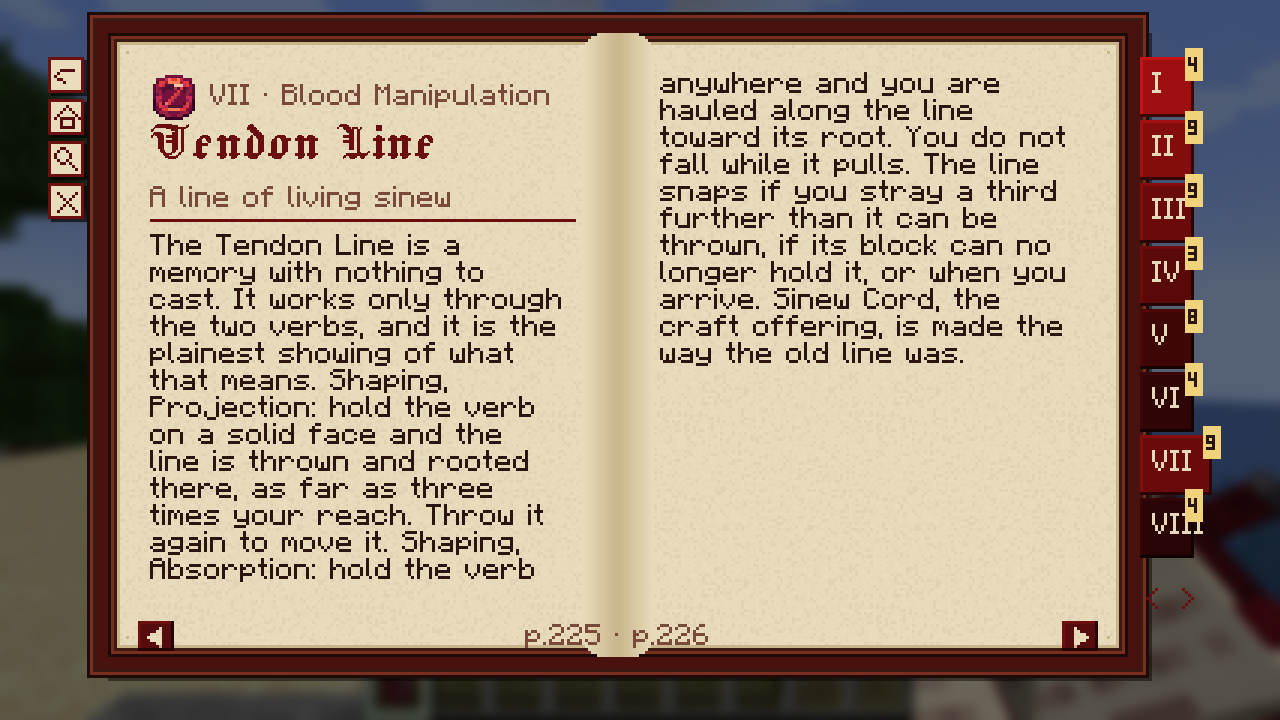 VII · Blood Manipulation
Tendon Line
A line of living sinew
The Tendon Line is a
memory with nothing to
cast. It works only through
the two verbs, and it is the
plainest showing of what
that means. Shaping,
Projection: hold the verb
on a solid face and the
line is thrown and rooted
there, as far as three
times your reach. Throw it
again to move it. Shaping,
Absorption: hold the verb
anywhere and you are
hauled along the line
toward its root. You do not
fall while it pulls. The line
snaps if you stray a third
further than it can be
thrown, if its block can no
longer hold it, or when you
arrive. Sinew Cord, the
craft offering, is made the
way the old line was.
p.225 · p.226
I 4
II 9
III 9
IV 3
V 8
VI 4
VII 9
VIII 4